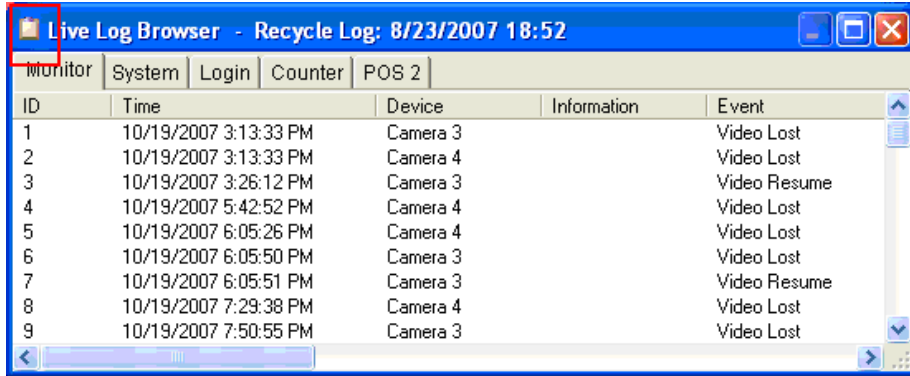 Live Log Browser - Recycle Log: 8/23/2007 18:52
Monitor System Login Counter POS 2
ID Time Device Information Event
1 10/19/2007 3:13:33 PM Camera 3 Video Lost
2 10/19/2007 3:13:33 PM Camera 4 Video Lost
3 10/19/2007 3:26:12 PM Camera 3 Video Resume
4 10/19/2007 5:42:52 PM Camera 4 Video Lost
5 10/19/2007 6:05:26 PM Camera 4 Video Lost
6 10/19/2007 6:05:50 PM Camera 3 Video Lost
7 10/19/2007 6:05:51 PM Camera 3 Video Resume
8 10/19/2007 7:29:38 PM Camera 4 Video Lost
9 10/19/2007 7:50:55 PM Camera 3 Video Lost